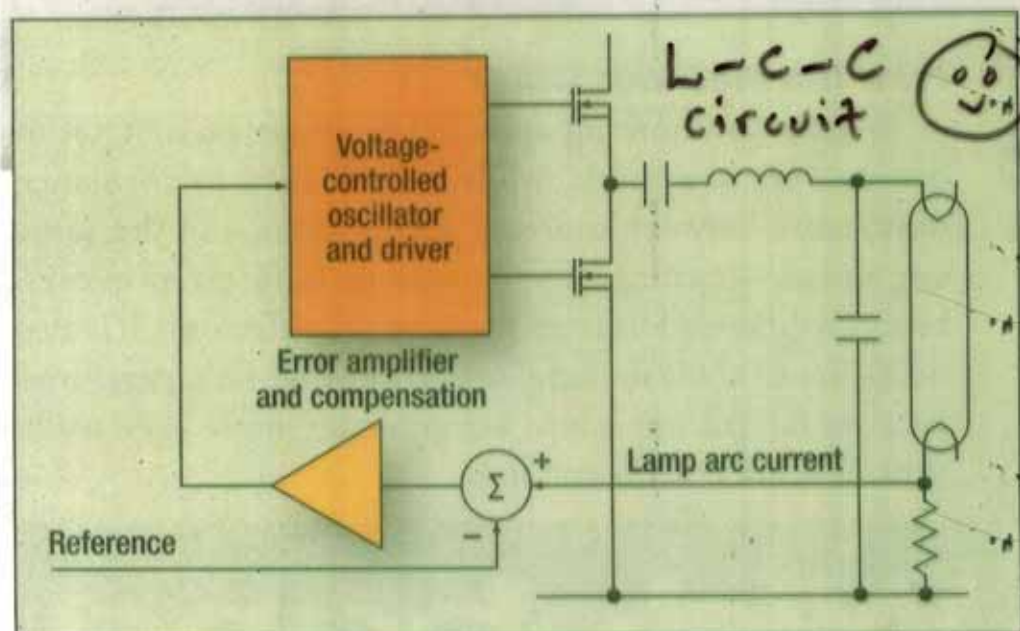 L-C-C
circuit
Voltage-
controlled
oscillator
and driver
Error amplifier
and compensation
Σ
+
−
Lamp arc current
Reference